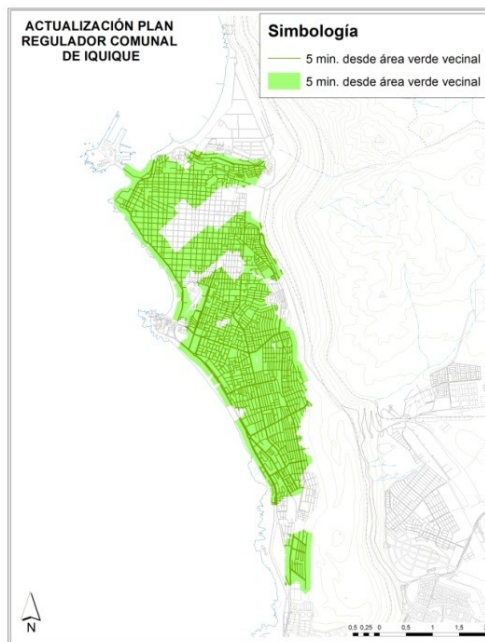 ACTUALIZACIÓN PLAN
REGULADOR COMUNAL
DE IQUIQUE
Simbología
5 min. desde área verde vecinal
5 min. desde área verde vecinal
N
0,5 0,25 0 0,5 1 1,5 2